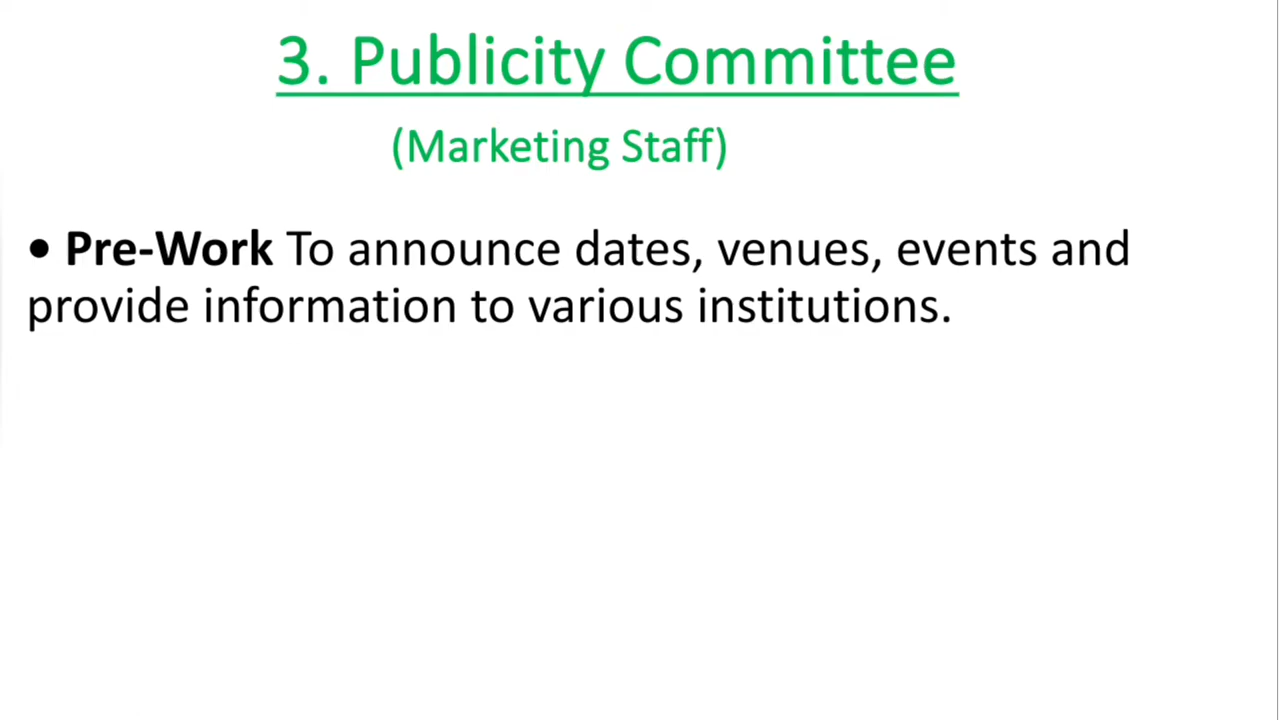 3. Publicity Committee
(Marketing Staff)
• Pre-Work To announce dates, venues, events and
provide information to various institutions.